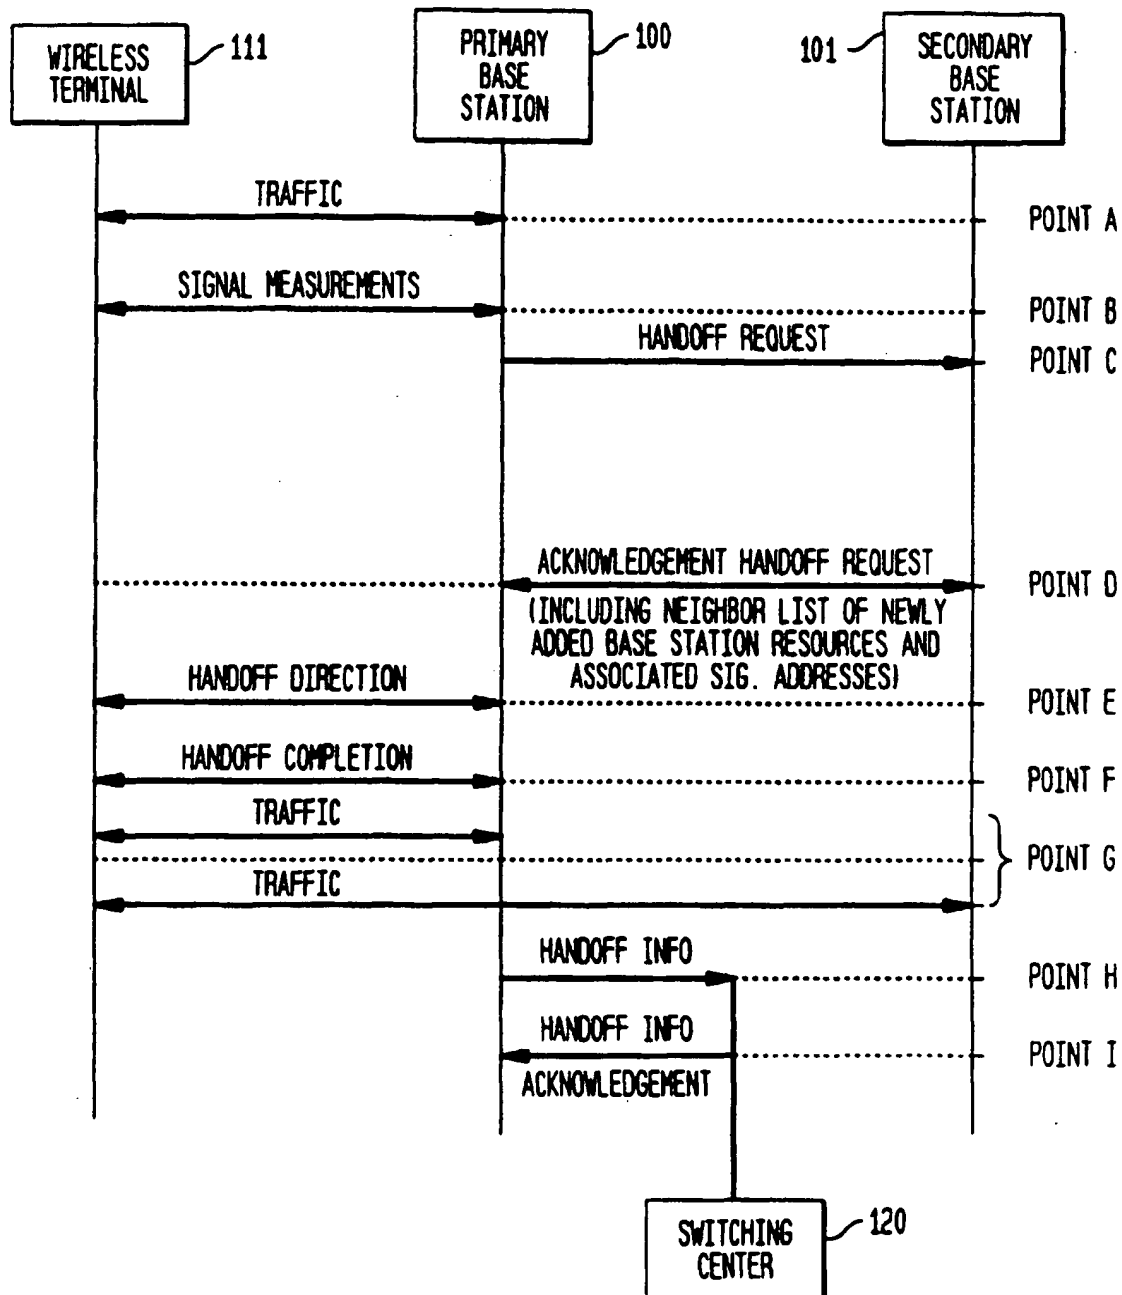 WIRELESS
TERMINAL
111
PRIMARY
BASE
STATION
100
101
SECONDARY
BASE
STATION
TRAFFIC
POINT A
SIGNAL MEASUREMENTS
POINT B
HANDOFF REQUEST
POINT C
ACKNOWLEDGEMENT HANDOFF REQUEST
POINT D
(INCLUDING NEIGHBOR LIST OF NEWLY
ADDED BASE STATION RESOURCES AND
ASSOCIATED SIG. ADDRESSES)
HANDOFF DIRECTION
POINT E
HANDOFF COMPLETION
POINT F
TRAFFIC
POINT G
TRAFFIC
HANDOFF INFO
POINT H
HANDOFF INFO
POINT I
ACKNOWLEDGEMENT
SWITCHING
CENTER
120